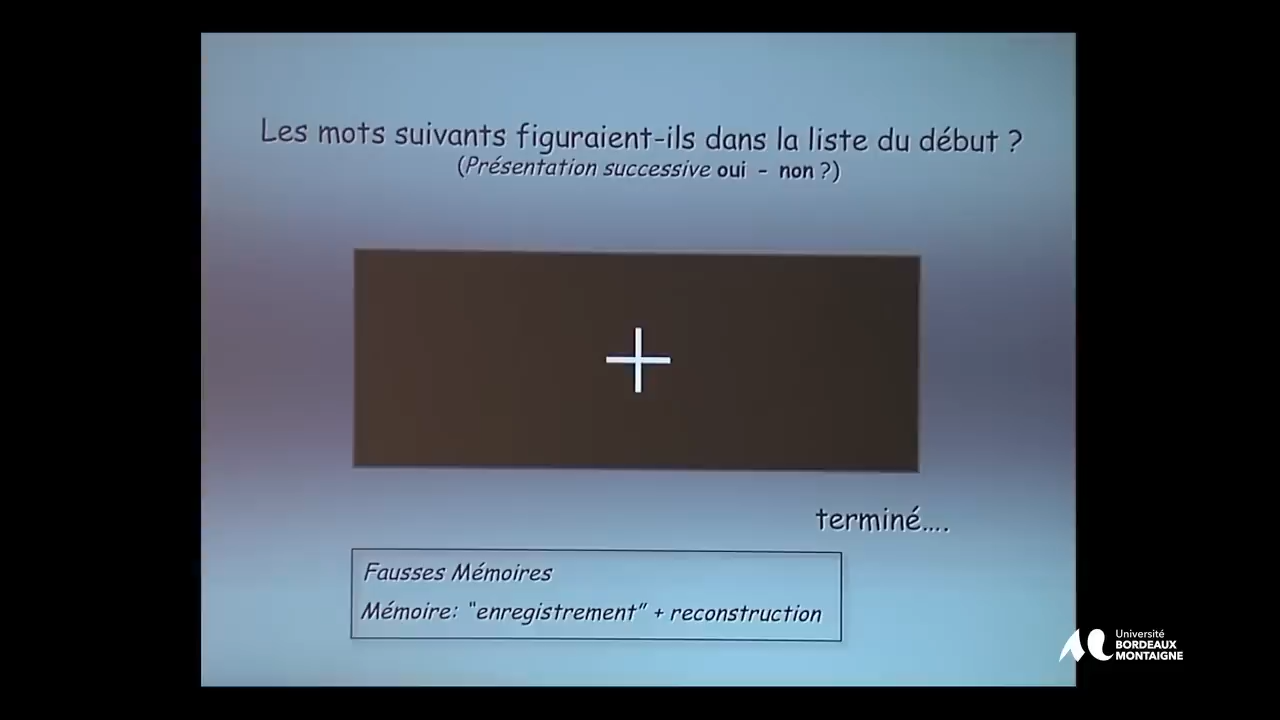 Les mots suivants figuraient-ils dans la liste du début ?
(Présentation successive oui - non ?)
terminé....
Fausses Mémoires
Mémoire: "enregistrement" + reconstruction
Université
BORDEAUX
MONTAIGNE